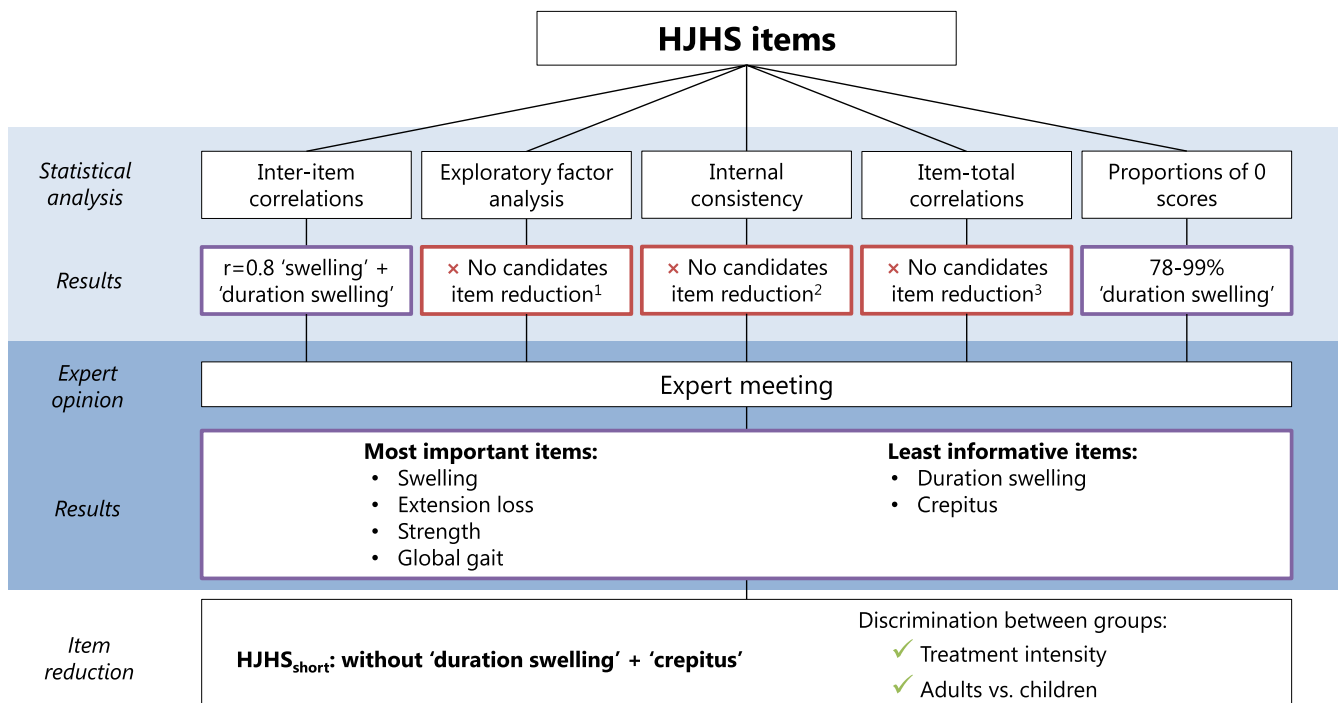 HJHS items
Statistical
analysis
Inter-item
correlations
Exploratory factor
analysis
Internal
consistency
Item-total
correlations
Proportions of 0
scores
Results
r=0.8 ‘swelling’ +
‘duration swelling’
× No candidates
item reduction¹
× No candidates
item reduction²
× No candidates
item reduction³
78-99%
‘duration swelling’
Expert
opinion
Expert meeting
Results
Most important items:
• Swelling
• Extension loss
• Strength
• Global gait
Least informative items:
• Duration swelling
• Crepitus
Item
reduction
HJHSshort: without ‘duration swelling’ + ‘crepitus’
Discrimination between groups:
✓ Treatment intensity
✓ Adults vs. children